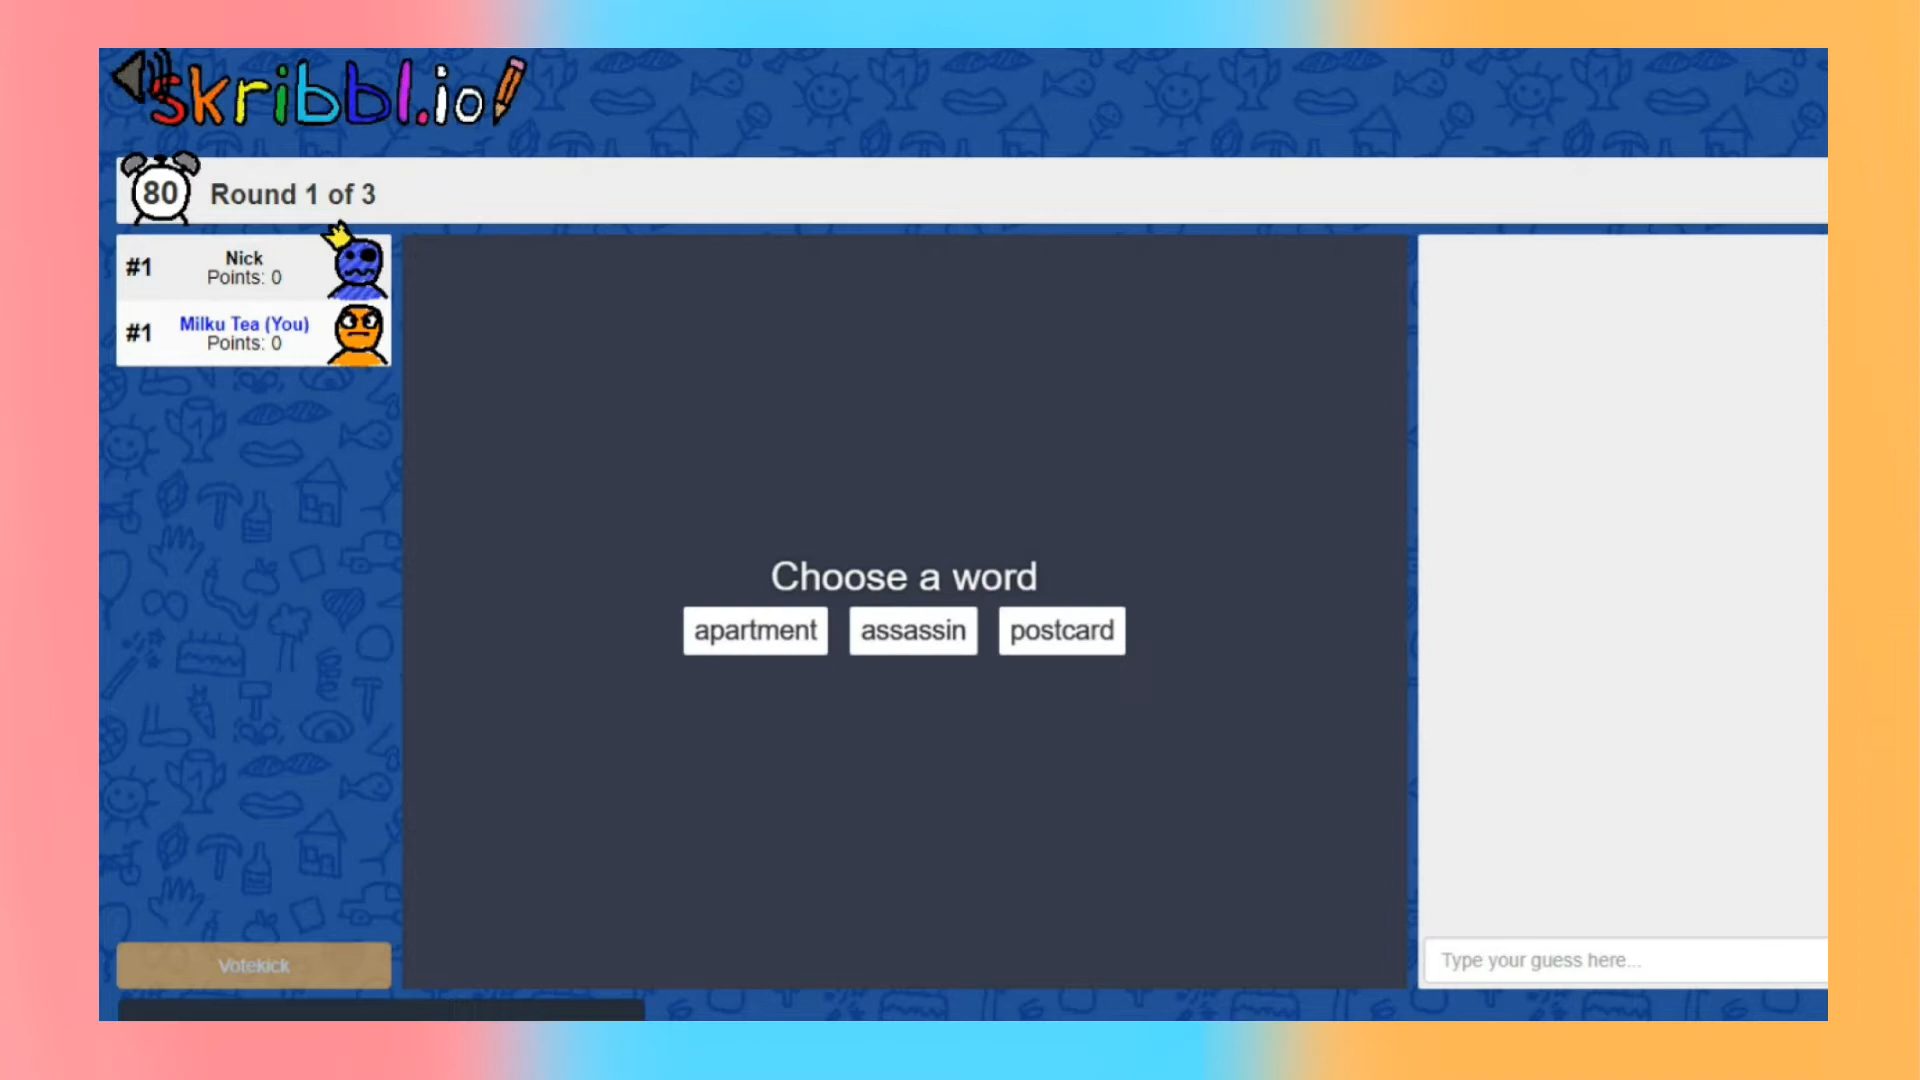 skribbl.io
80
Round 1 of 3
#1
Nick
Points: 0
#1
Milku Tea (You)
Points: 0
Choose a word
apartment
assassin
postcard
Votekick
Type your guess here...